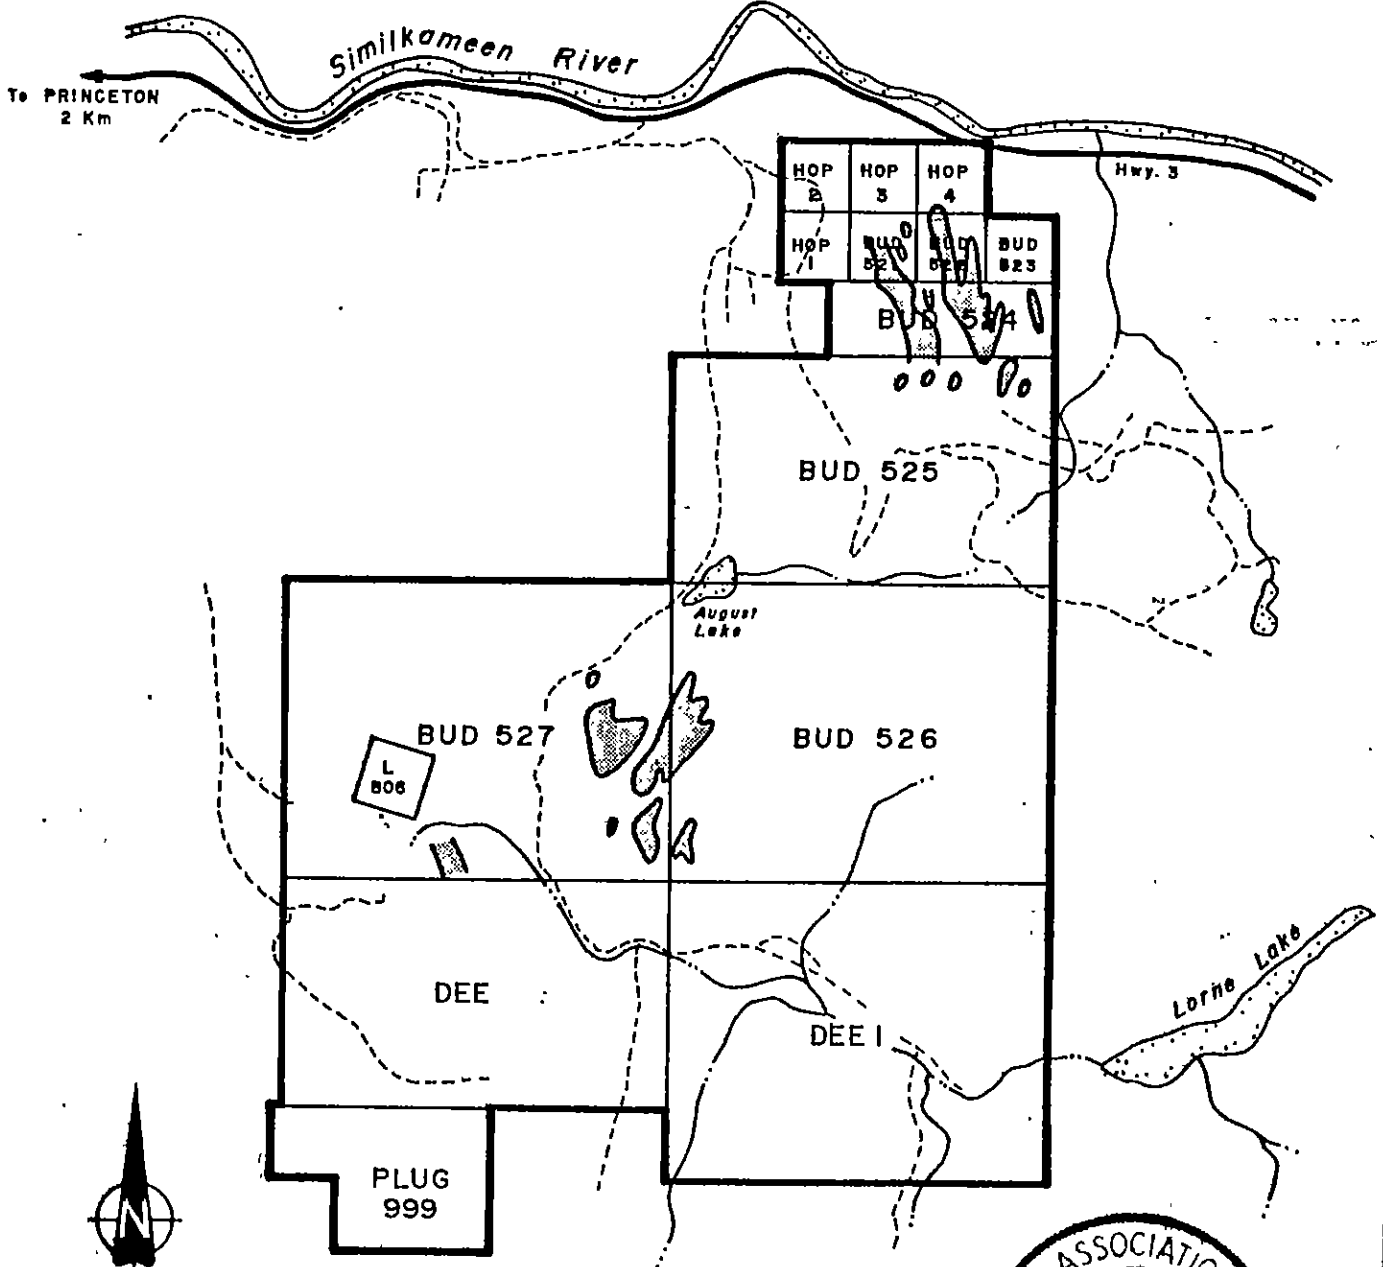 Similkameen River
To PRINCETON
2 Km
Hwy. 3
HOP
2
HOP
3
HOP
4
HOP
1
BUD
BUD
BUD
523
BUD 524
BUD 525
August
Lake
BUD 527
BUD 526
L
806
DEE
DEE 1
Lorne Lake
PLUG
999
N